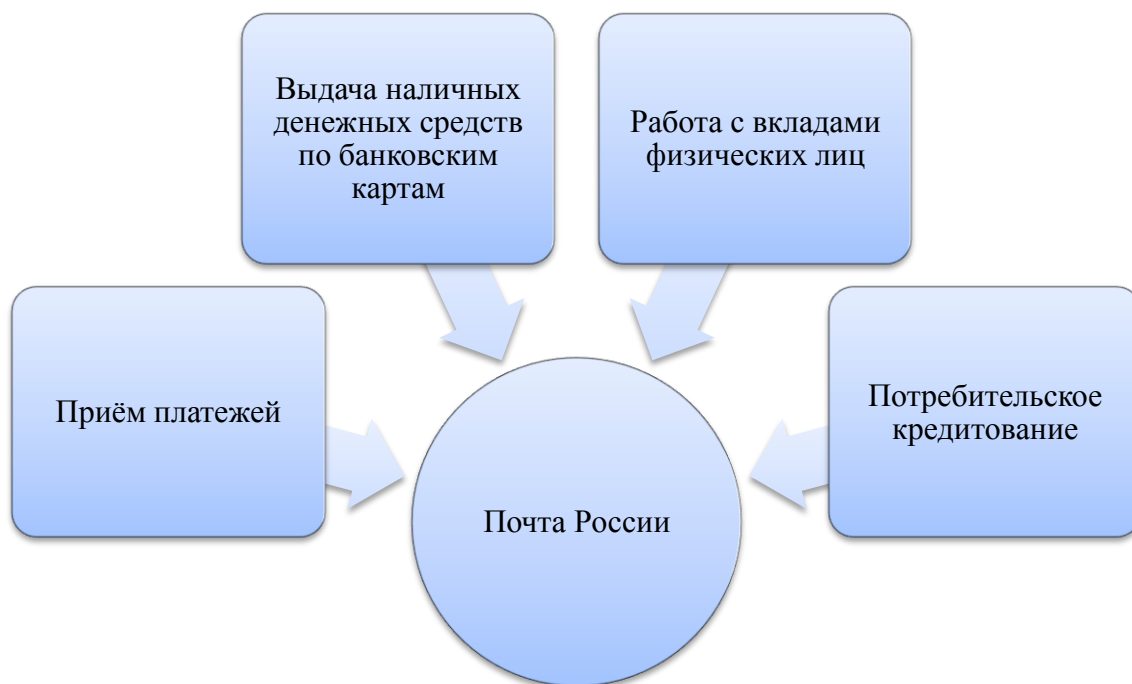 Выдача наличных
денежных средств
по банковским
картам
Работа с вкладами
физических лиц
Приём платежей
Потребительское
кредитование
Почта России